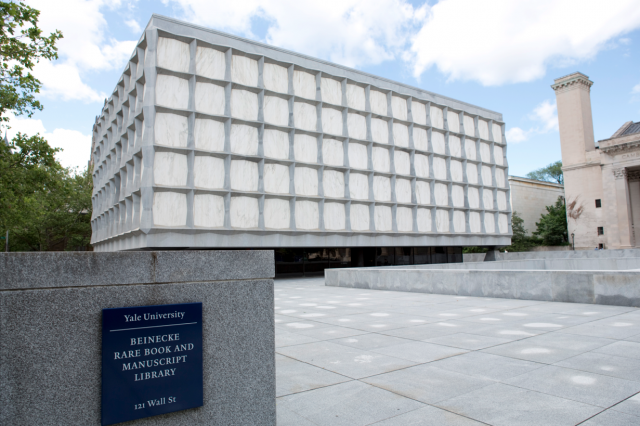 Yale University
BEINECKE
RARE BOOK AND
MANUSCRIPT
LIBRARY
121 Wall St